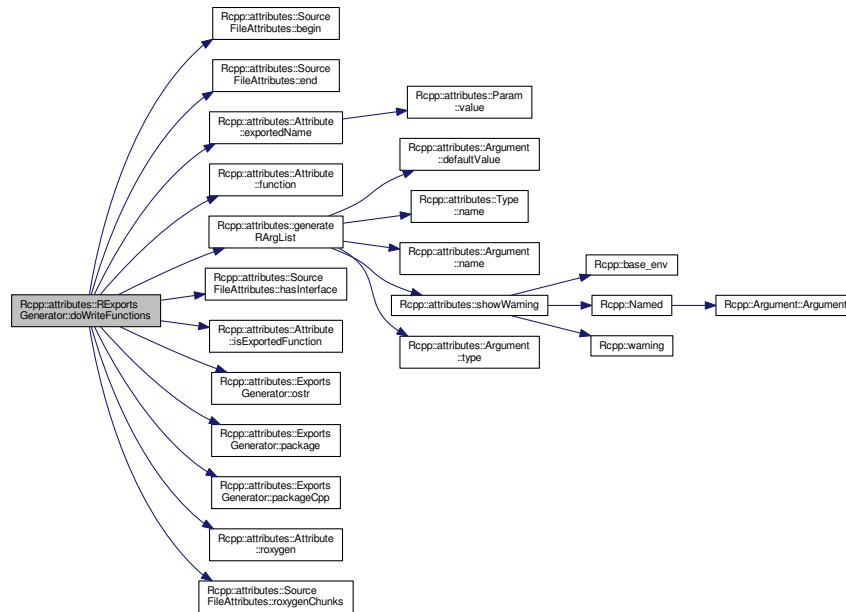 Rcpp::attributes::Source
FileAttributes::begin
Rcpp::attributes::Source
FileAttributes::end
Rcpp::attributes::Attribute
::exportedName
Rcpp::attributes::Param
::value
Rcpp::attributes::Attribute
::function
Rcpp::attributes::Argument
::defaultValue
Rcpp::attributes::generate
RArgList
Rcpp::attributes::Type
::name
Rcpp::attributes::Argument
::name
Rcpp::attributes::RExports
Generator::doWriteFunctions
Rcpp::attributes::Source
FileAttributes::hasInterface
Rcpp::attributes::showWarning
Rcpp::base_env
Rcpp::Named
Rcpp::Argument::Argument
Rcpp::warning
Rcpp::attributes::Attribute
::isExportedFunction
Rcpp::attributes::Argument
::type
Rcpp::attributes::Exports
Generator::ostr
Rcpp::attributes::Exports
Generator::package
Rcpp::attributes::Exports
Generator::packageCpp
Rcpp::attributes::Attribute
::roxygen
Rcpp::attributes::Source
FileAttributes::roxygenChunks